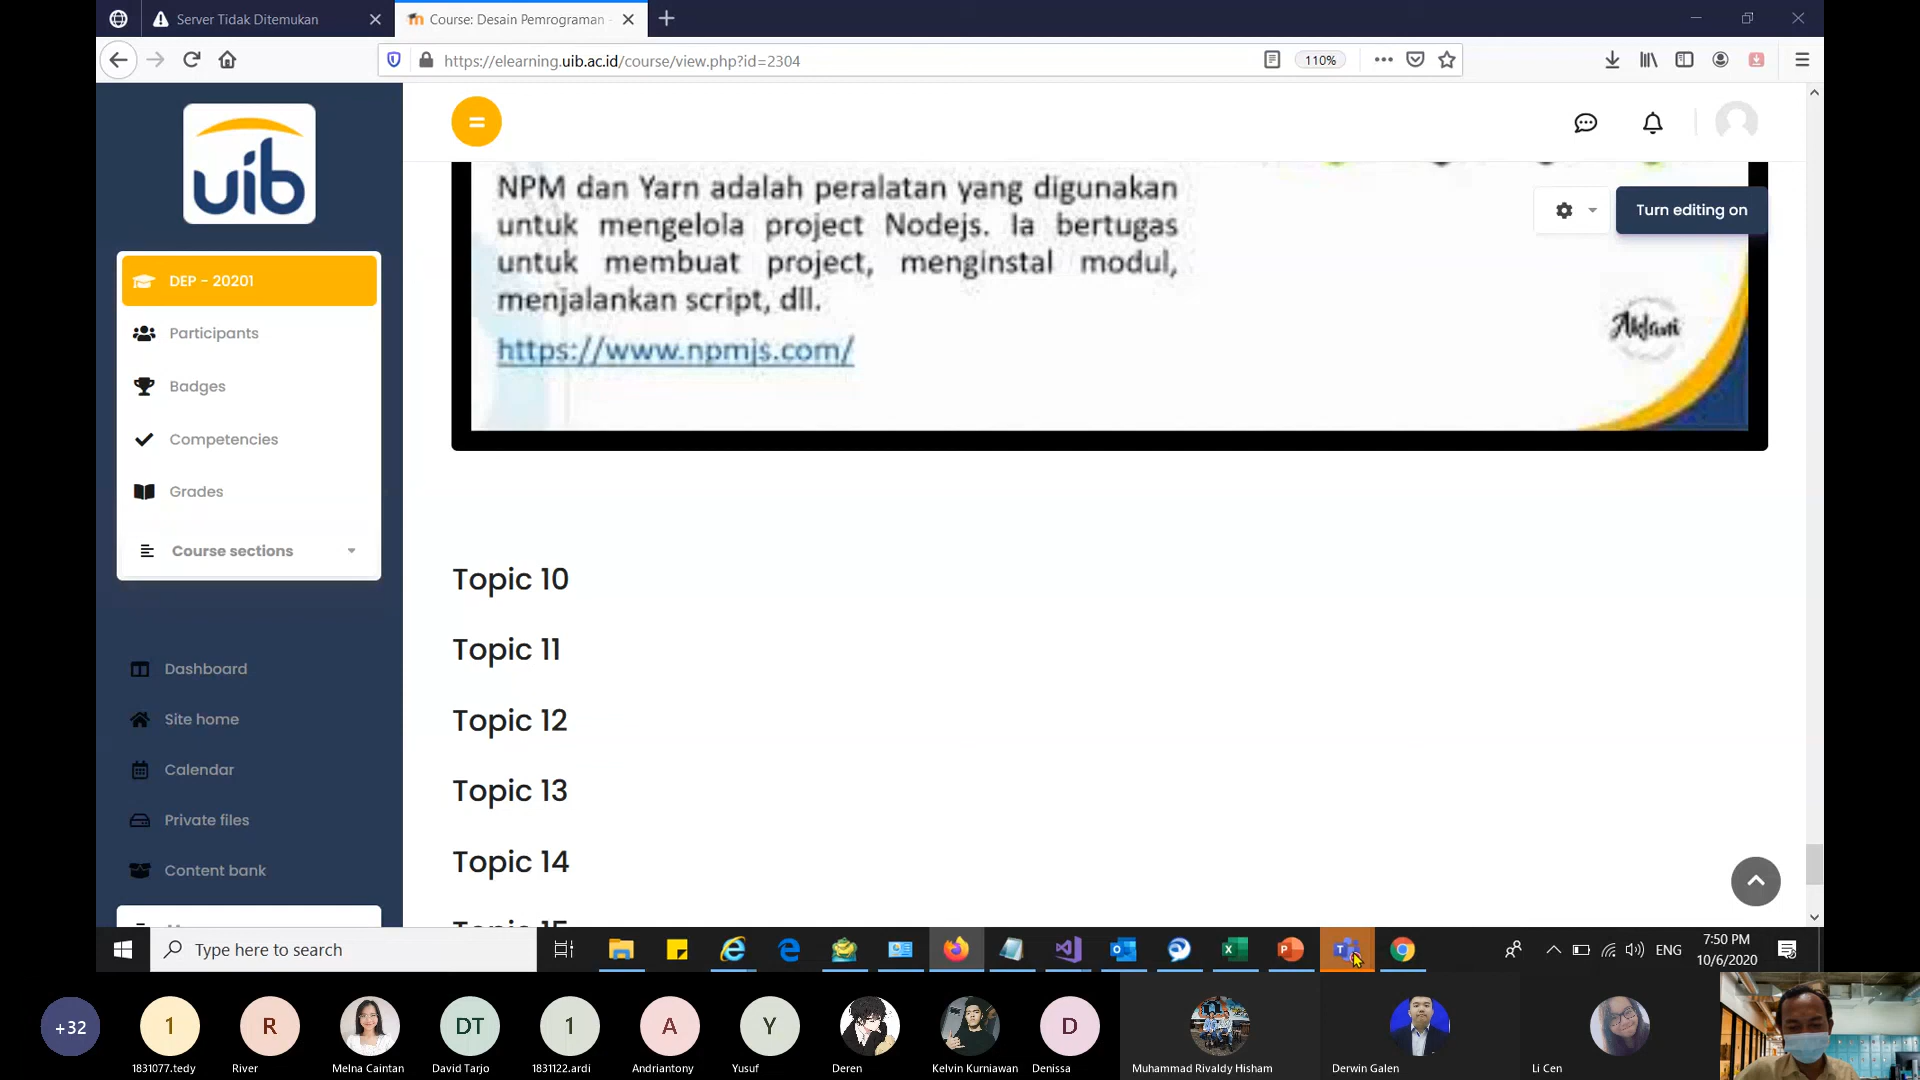 Server Tidak Ditemukan
Course: Desain Pemrograman -
https://elearning.uib.ac.id/course/view.php?id=2304
110%
uib
DEP - 20201
Participants
Badges
Competencies
Grades
Course sections
Dashboard
Site home
Calendar
Private files
Content bank
Turn editing on
NPM dan Yarn adalah peralatan yang digunakan
untuk mengelola project Nodejs. Ia bertugas
untuk membuat project, menginstal modul,
menjalankan script, dll.
https://www.npmjs.com/
Topic 10
Topic 11
Topic 12
Topic 13
Topic 14
Topic 15
Type here to search
ENG
7:50 PM
10/6/2020
+32
1
R
DT
1
A
Y
D
1831077.tedy
River
Melna Caintan
David Tarjo
1831122.ardi
Andriantony
Yusuf
Deren
Kelvin Kurniawan
Denissa
Muhammad Rivaldy Hisham
Derwin Galen
Li Cen